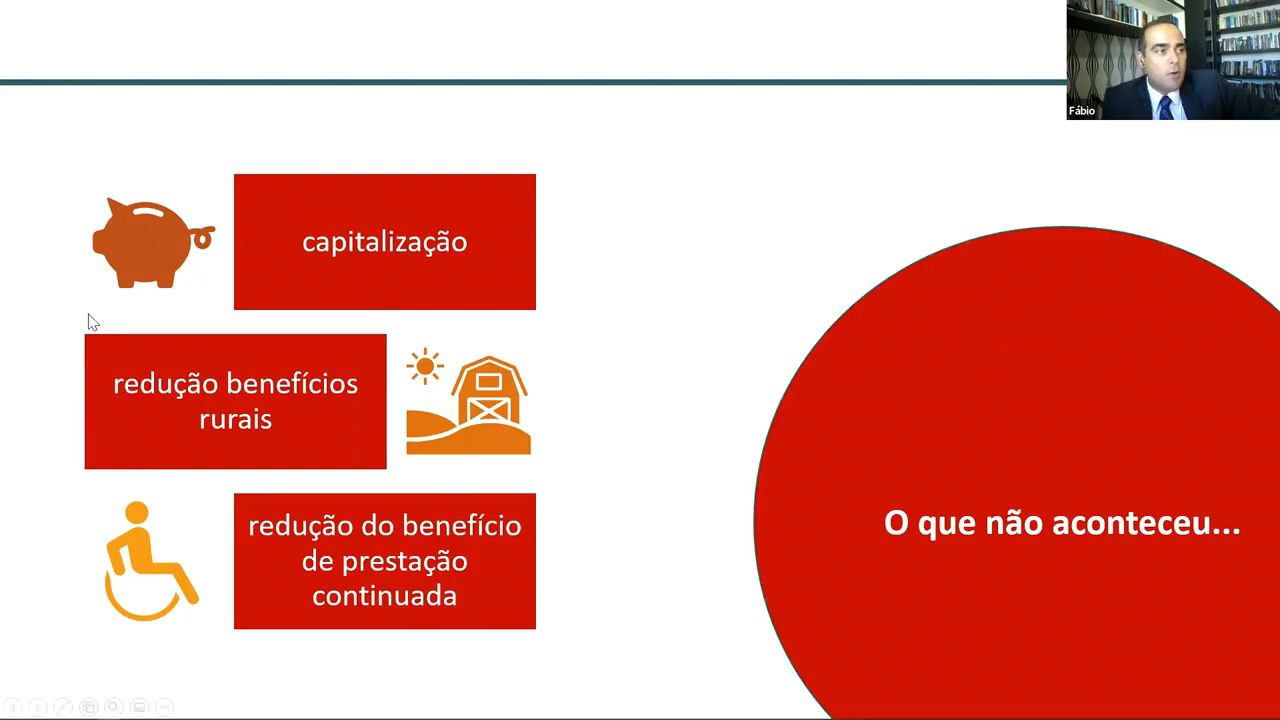 Fábio
capitalização
redução benefícios
rurais
redução do benefício
de prestação
continuada
O que não aconteceu...